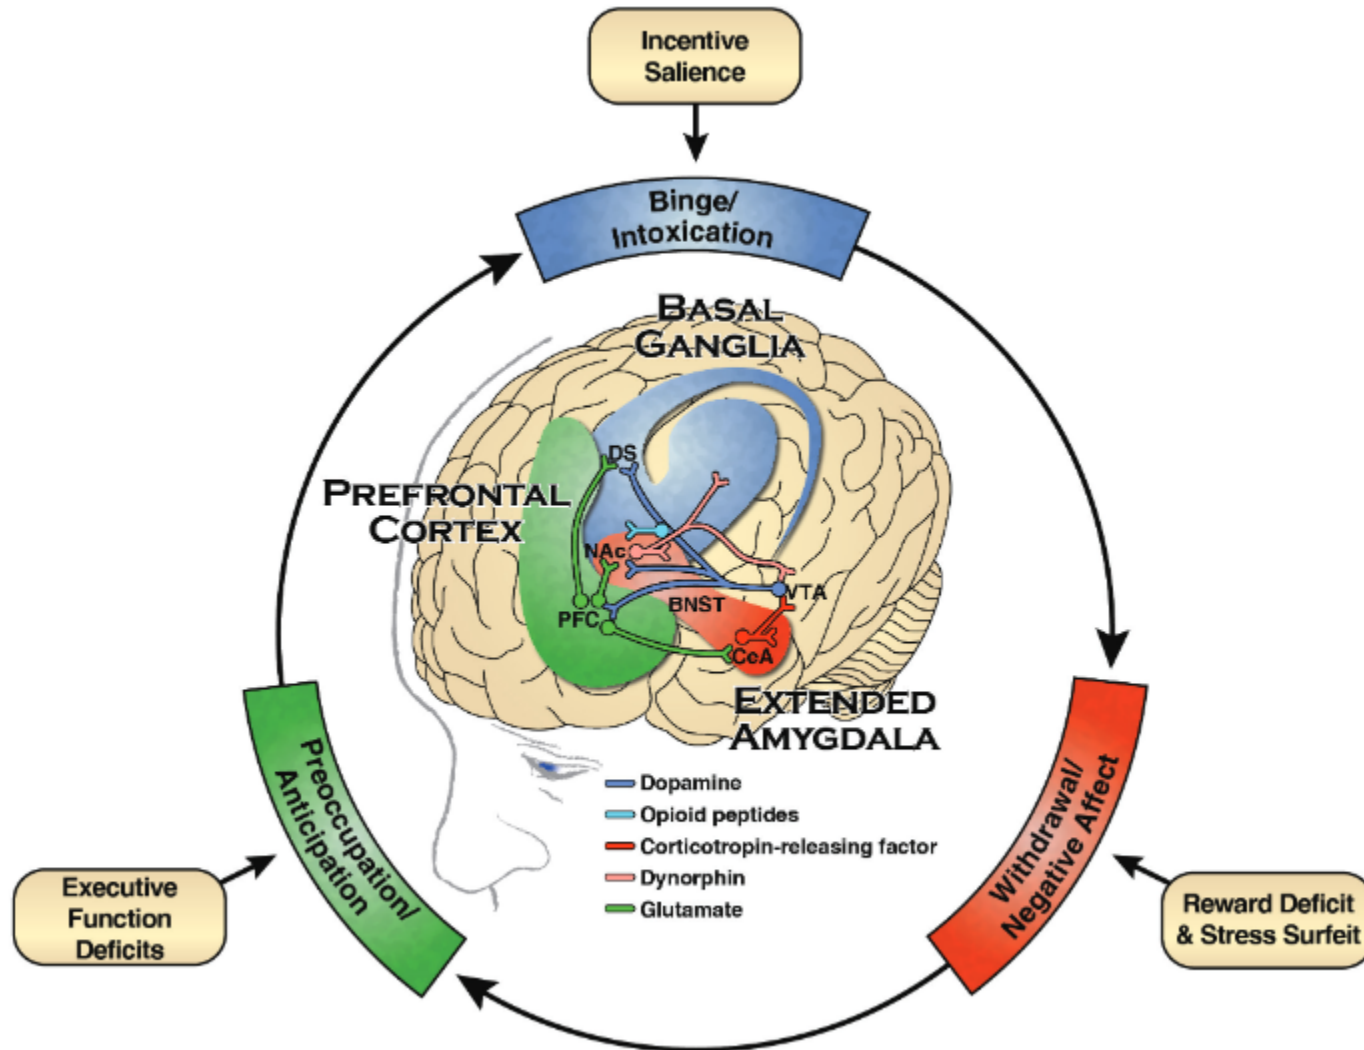 Incentive
Salience
Binge/
Intoxication
BASAL
GANGLIA
DS
PREFRONTAL
CORTEX
NAc
VTA
BNST
PFC
CeA
EXTENDED
AMYGDALA
Preoccupation/
Anticipation
Withdrawal/
Negative Affect
Dopamine
Opioid peptides
Corticotropin-releasing factor
Dynorphin
Glutamate
Executive
Function
Deficits
Reward Deficit
& Stress Surfeit